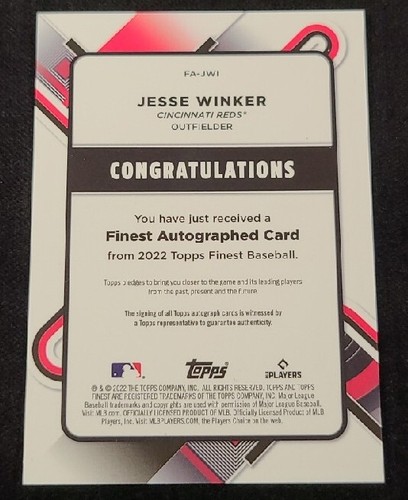 FA-JWI
JESSE WINKER
CINCINNATI REDS®
OUTFIELDER
CONGRATULATIONS
You have just received a
Finest Autographed Card
from 2022 Topps Finest Baseball.
Topps pledges to bring you closer to the game and its leading players
from the past, present and the future.
The signing of all Topps autograph cards is witnessed by
a Topps representative to guarantee authenticity.
Topps
PLAYERS
® & © 2022 THE TOPPS COMPANY, INC. ALL RIGHTS RESERVED. TOPPS AND TOPPS
FINEST ARE REGISTERED TRADEMARKS OF THE TOPPS COMPANY, INC. Major League
Baseball trademarks and copyrights are used with permission of Major League Baseball.
Visit MLB.com. OFFICIALLY LICENSED PRODUCT OF MLB. Officially Licensed Product of MLB
Players, Inc. Visit MLBPLAYERS.COM, the Players Choice on the web.